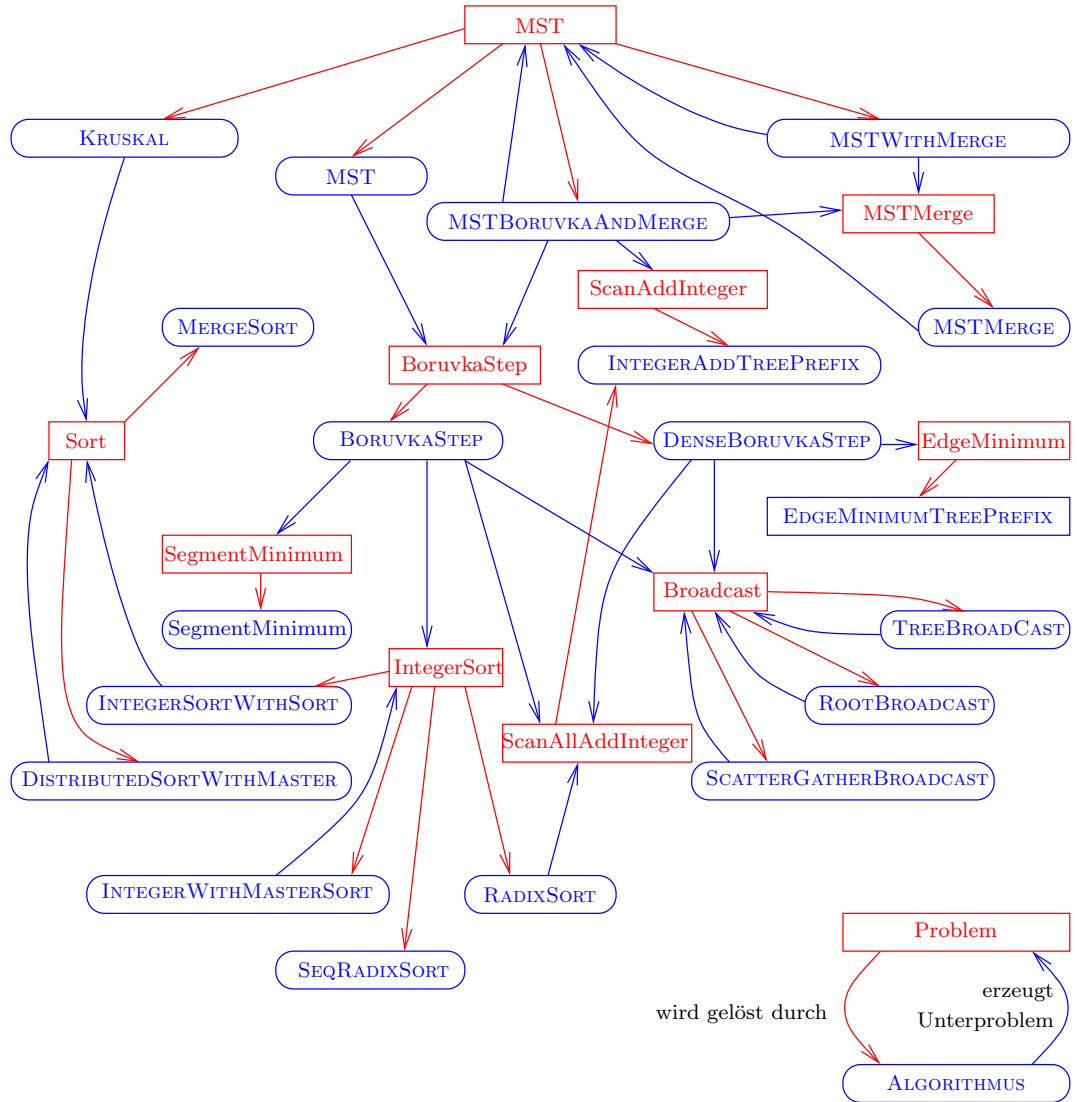 MST
KRUSKAL
MSTWITHMERGE
MST
MSTBORUVKAANDMERGE
MSTMerge
ScanAddInteger
MERGESORT
MSTMERGE
BoruvkaStep
INTEGERADDTREEPREFIX
Sort
BORUVKASTEP
DENSEBORUVKASTEP
EdgeMinimum
EDGEMINIMUMTREEPREFIX
SegmentMinimum
Broadcast
SegmentMinimum
TREEBROADCAST
IntegerSort
INTEGERSORTWITHSORT
ROOTBROADCAST
ScanAllAddInteger
DISTRIBUTEDSORTWITHMASTER
SCATTERGATHERBROADCAST
INTEGERWITHMASTERSORT
RADIXSORT
Problem
SEQRADIXSORT
erzeugt
wird gelöst durch
Unterproblem
ALGORITHMUS